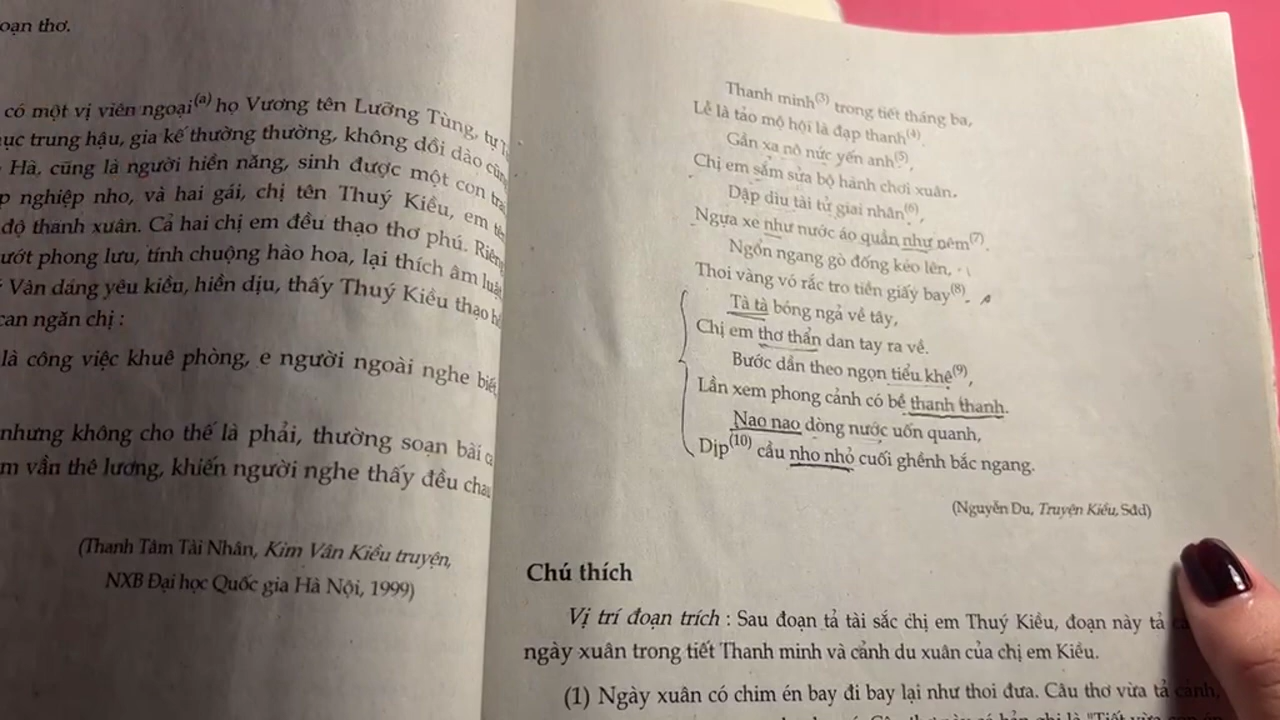 oạn thơ.
có một vị viên ngoại(a) họ Vương tên Lưỡng Tùng, tự
trung hậu, gia kế thường thường, không dồi dào cũng
Hà, cũng là người hiền năng, sinh được một con trai
nghiệp nho, và hai gái, chị tên Thuý Kiều, em tên
độ thanh xuân. Cả hai chị em đều thạo thơ phú. Riêng
phong lưu, tính chuộng hào hoa, lại thích âm luật
Vân dáng yêu kiều, hiền dịu, thấy Thuý Kiều thạo
can ngăn chị :
là công việc khuê phòng, e người ngoài nghe biết
nhưng không cho thế là phải, thường soạn bài
vần thê lương, khiến người nghe thấy đều
(Thanh Tâm Tài Nhân, Kim Vân Kiều truyện,
NXB Đại học Quốc gia Hà Nội, 1999)
Thanh minh(3) trong tiết tháng ba,
Lễ là tảo mộ hội là đạp thanh(4).
Gần xa nô nức yến anh(5),
Chị em sắm sửa bộ hành chơi xuân.
Dập dìu tài tử giai nhân(6),
Ngựa xe như nước áo quần như nêm(7).
Ngổn ngang gò đống kéo lên,
Thoi vàng vó rắc tro tiền giấy bay(8).
Tà tà bóng ngả về tây,
Chị em thơ thẩn dan tay ra về.
Bước dần theo ngọn tiểu khê(9),
Lần xem phong cảnh có bề thanh thanh.
Nao nao dòng nước uốn quanh,
Dịp(10) cầu nho nhỏ cuối ghềnh bắc ngang.
(Nguyễn Du, Truyện Kiều, Sđd)
Chú thích
Vị trí đoạn trích : Sau đoạn tả tài sắc chị em Thuý Kiều, đoạn này tả
ngày xuân trong tiết Thanh minh và cảnh du xuân của chị em Kiều.
(1) Ngày xuân có chim én bay đi bay lại như thoi đưa. Câu thơ vừa tả cảnh,